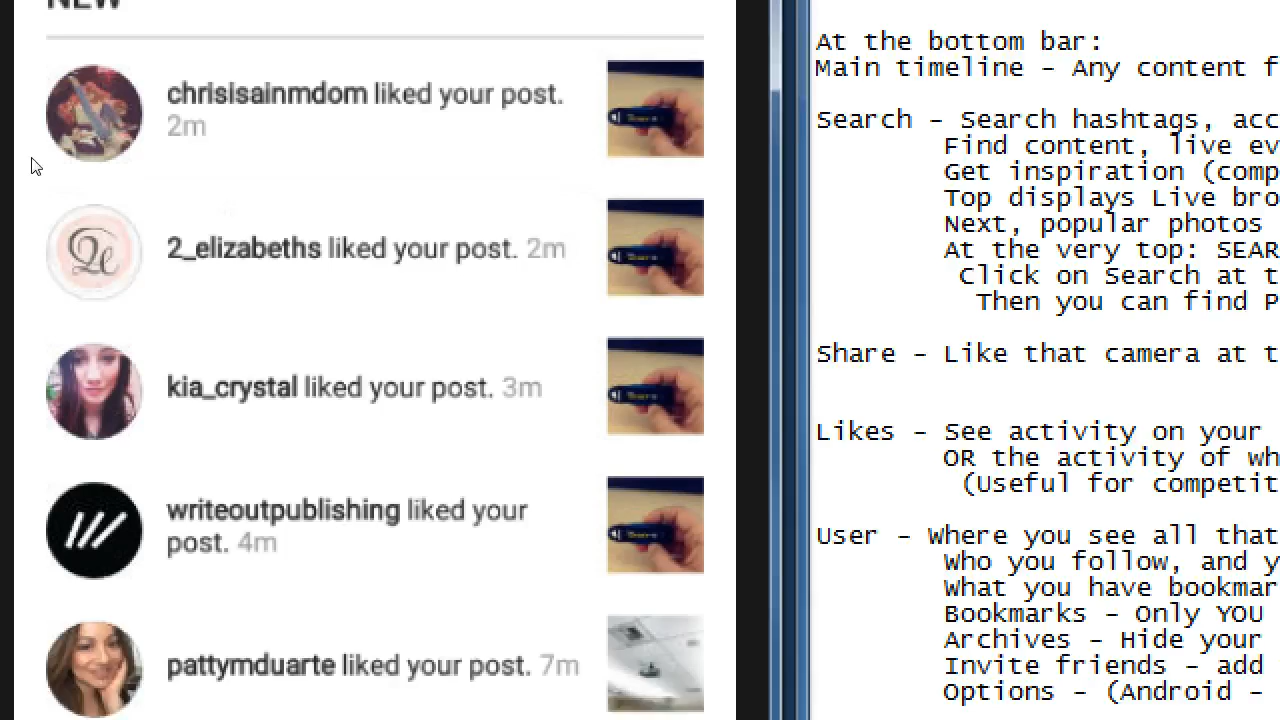 NEW
chrisisainmdom liked your post.
2m
2_elizabeths liked your post. 2m
kia_crystal liked your post. 3m
writeoutpublishing liked your
post. 4m
pattymduarte liked your post. 7m
At the bottom bar:
Main timeline - Any content f
Search - Search hashtags, acc
Find content, live ev
Get inspiration (comp
Top displays Live bro
Next, popular photos
At the very top: SEAR
Click on Search at t
Then you can find P
Share - Like that camera at t
Likes - See activity on your
OR the activity of wh
(Useful for competit
User - Where you see all that
Who you follow, and y
What you have bookmar
Bookmarks - Only YOU
Archives - Hide your
Invite friends - add
Options - (Android -